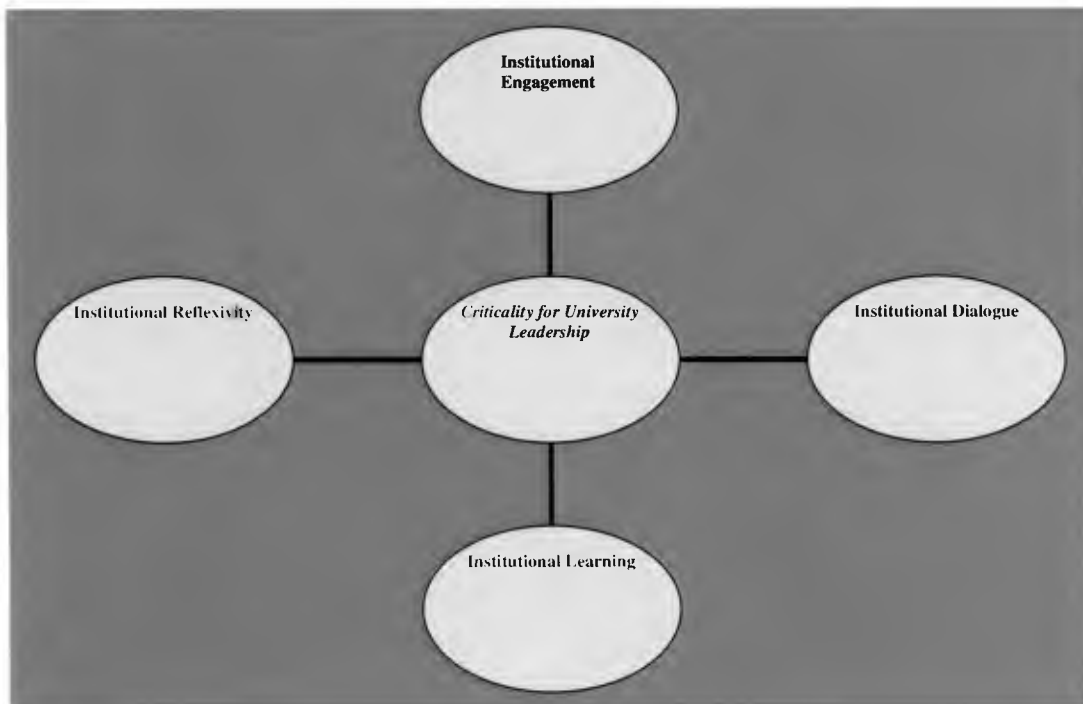 Institutional
Engagement
Institutional Reflexivity
Criticality for University
Leadership
Institutional Dialogue
Institutional Learning